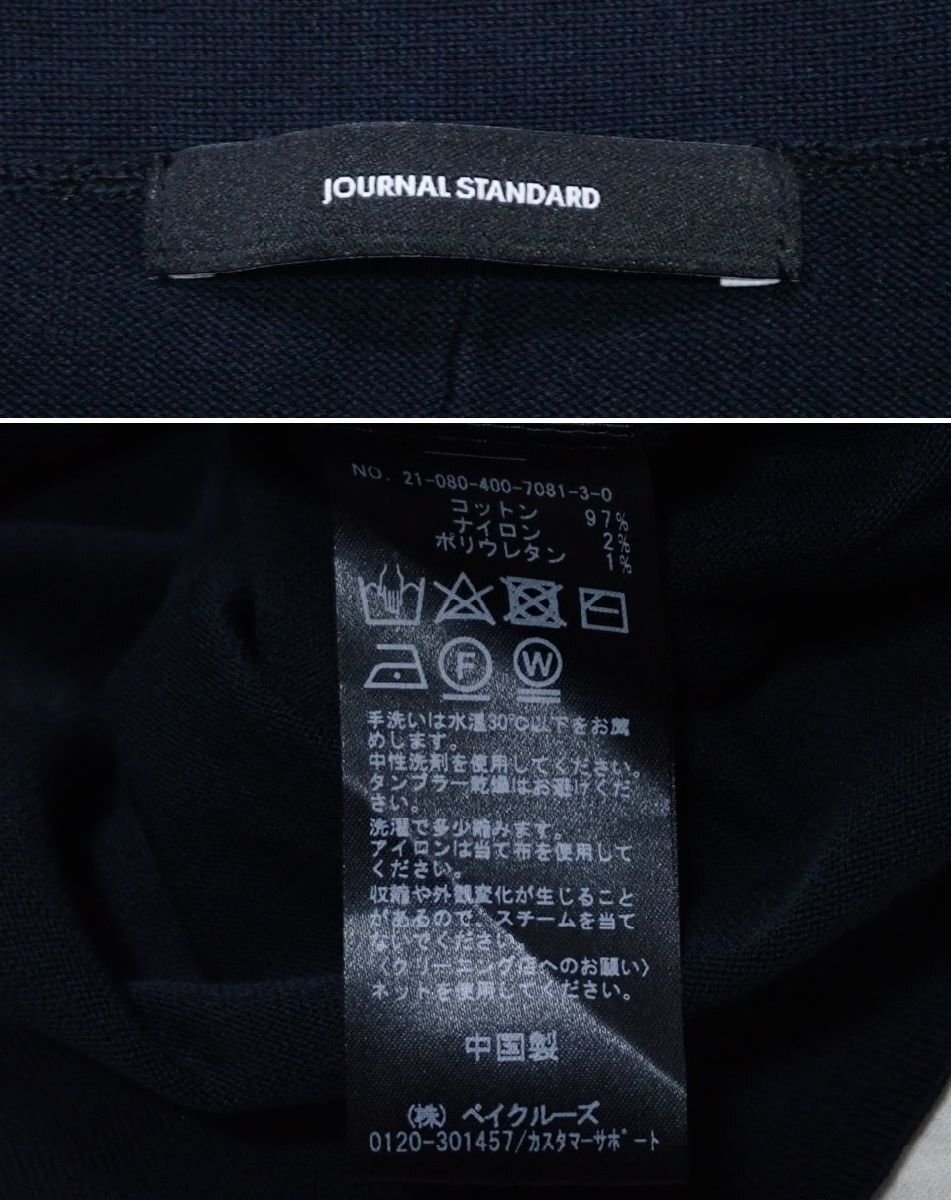 JOURNAL STANDARD
NO. 21-080-400-7081-3-0
コットン 97%
ナイロン 2%
ポリウレタン 1%
F W
手洗いは水温30℃以下をお薦
めします。
中性洗剤を使用してください。
タンブラー乾燥はお避けくだ
さい。
洗濯で多少縮みます。
アイロンは当て布を使用して
ください。
収縮や外観変化が生じること
があるので、スチームを当て
ないでください。
〈クリーニング店へのお願い〉
ネットを使用してください。
中国製
(株) ベイクルーズ
0120-301457/カスタマーサポート